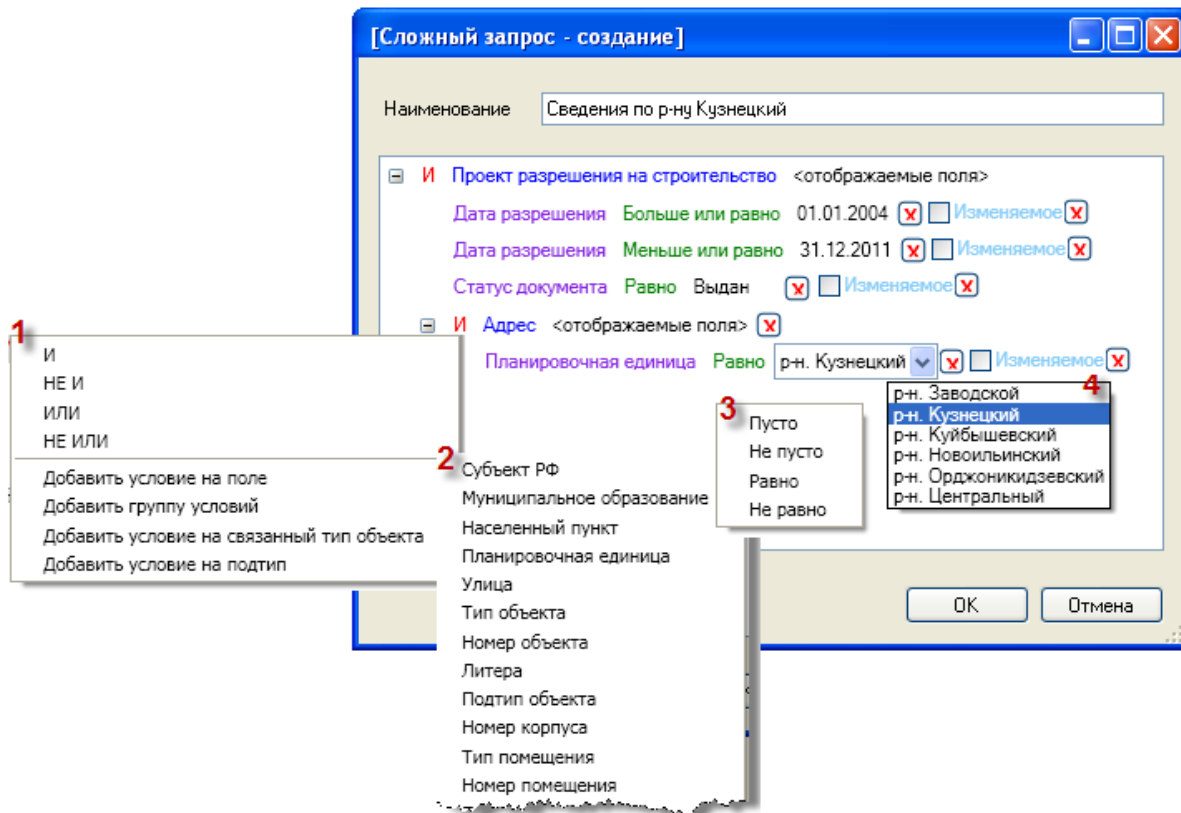 [Сложный запрос - создание]
Наименование Сведения по р-ну Кузнецкий
И Проект разрешения на строительство <отображаемые поля>
Дата разрешения Больше или равно 01.01.2004 x Изменяемое x
Дата разрешения Меньше или равно 31.12.2011 x Изменяемое x
Статус документа Равно Выдан x Изменяемое x
И Адрес <отображаемые поля> x
Планировочная единица Равно р-н. Кузнецкий x Изменяемое x
1
И
НЕ И
ИЛИ
НЕ ИЛИ
Добавить условие на поле
Добавить группу условий
Добавить условие на связанный тип объекта
Добавить условие на подтип
2
Субъект РФ
Муниципальное образование
Населенный пункт
Планировочная единица
Улица
Тип объекта
Номер объекта
Литера
Подтип объекта
Номер корпуса
Тип помещения
Номер помещения
3
Пусто
Не пусто
Равно
Не равно
4
р-н. Заводской
р-н. Кузнецкий
р-н. Куйбышевский
р-н. Новоильинский
р-н. Орджоникидзевский
р-н. Центральный
OK Отмена